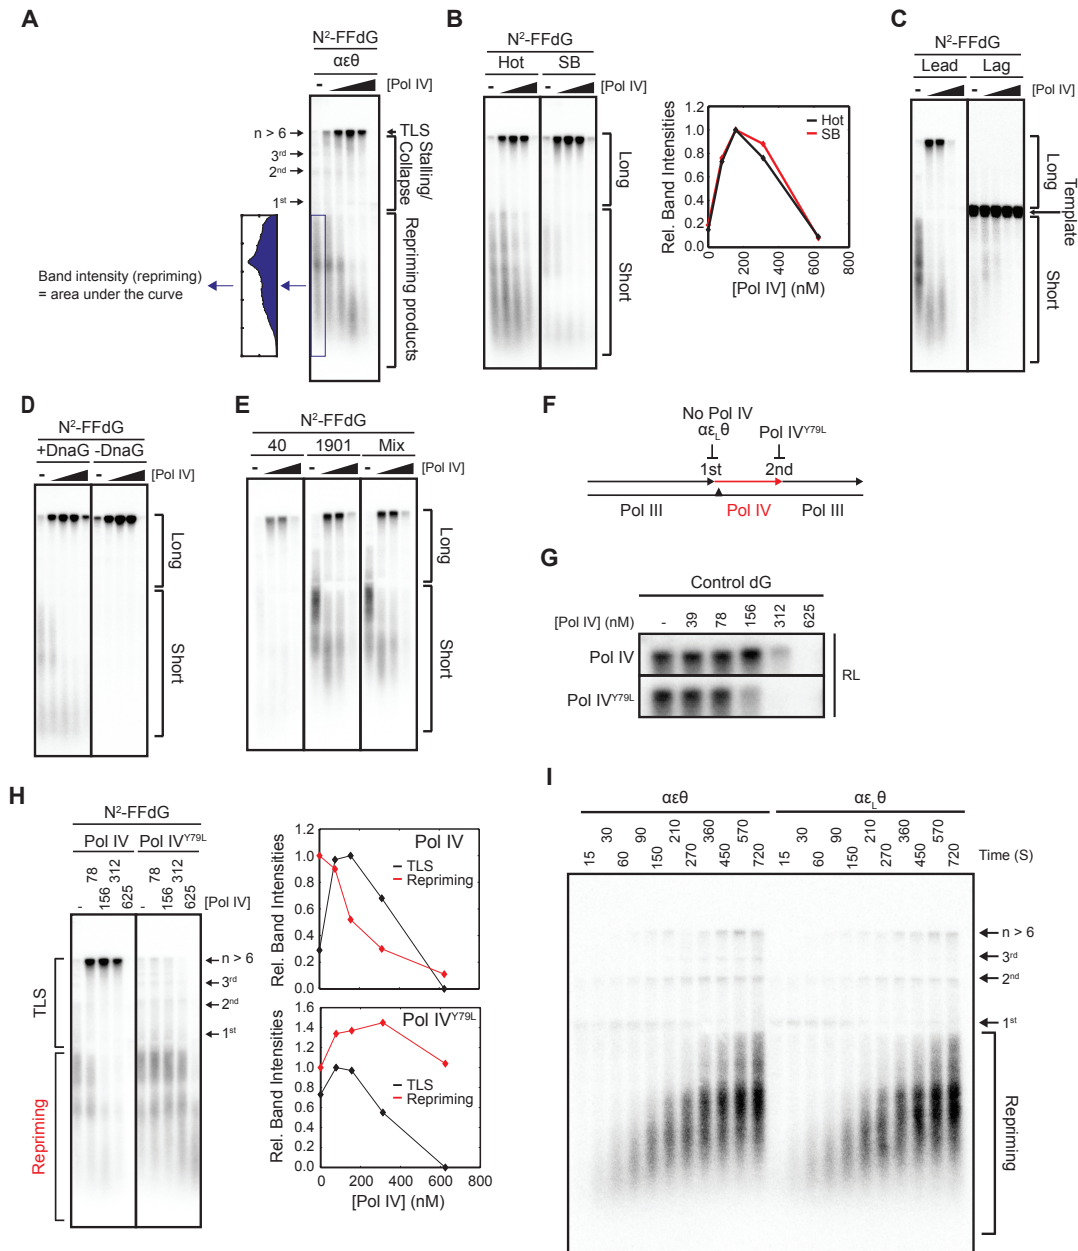 A
N²-FFdG
αεθ
- [Pol IV]
n > 6
3rd
2nd
1st
TLS
Stalling/
Collapse
Repriming products
Band intensity (repriming)
= area under the curve
B
N²-FFdG
Hot SB
- - [Pol IV]
Long
Short
Rel. Band Intensities
1.0
0.8
0.6
0.4
0.2
0.0
0 200 400 600 800
[Pol IV] (nM)
Hot
SB
C
N²-FFdG
Lead Lag
- - [Pol IV]
Long
Template
Short
D
N²-FFdG
+DnaG -DnaG
- - [Pol IV]
Long
Short
E
N²-FFdG
40 1901 Mix
- - - [Pol IV]
Long
Short
F
No Pol IV
αεLθ Pol IVY79L
1st 2nd
Pol III Pol IV Pol III
G
Control dG
[Pol IV] (nM) - 39 78 156 312 625
Pol IV
Pol IVY79L
RL
H
N²-FFdG
Pol IV Pol IVY79L
- 78 156 312 625 - 78 156 312 625 [Pol IV]
n > 6
3rd
2nd
1st
TLS
Repriming
Pol IV
Rel. Band Intensities
1.0
0.8
0.6
0.4
0.2
0.0
TLS
Repriming
Pol IVY79L
Rel. Band Intensities
1.6
1.4
1.2
1.0
0.8
0.6
0.4
0.2
0.0
TLS
Repriming
0 200 400 600 800
[Pol IV] (nM)
I
αεθ αεLθ
15 30 60 90 150 210 270 360 450 570 720 15 30 60 90 150 210 270 360 450 570 720 Time (S)
n > 6
3rd
2nd
1st
Repriming